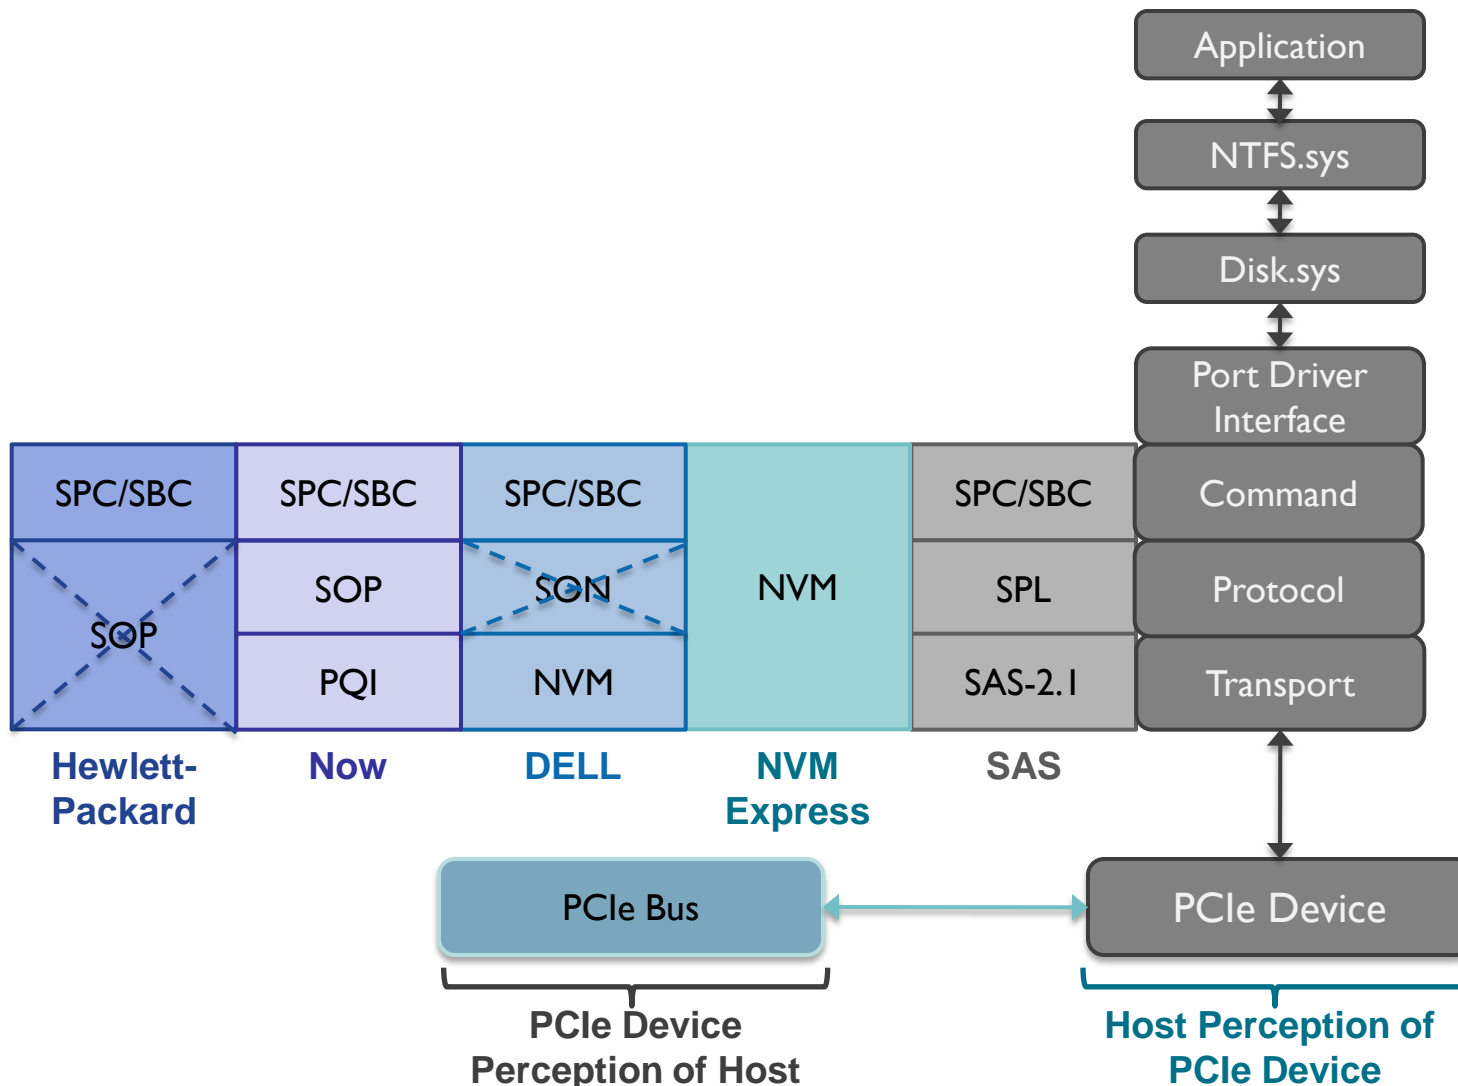 Application
NTFS.sys
Disk.sys
Port Driver
Interface
SPC/SBC SPC/SBC SPC/SBC SPC/SBC Command
SOP SON NVM SPL Protocol
SOP
PQI NVM SAS-2.1 Transport
Hewlett-
Packard
Now
DELL
NVM
Express
SAS
PCIe Bus
PCIe Device
PCIe Device
Perception of Host
Host Perception of
PCIe Device